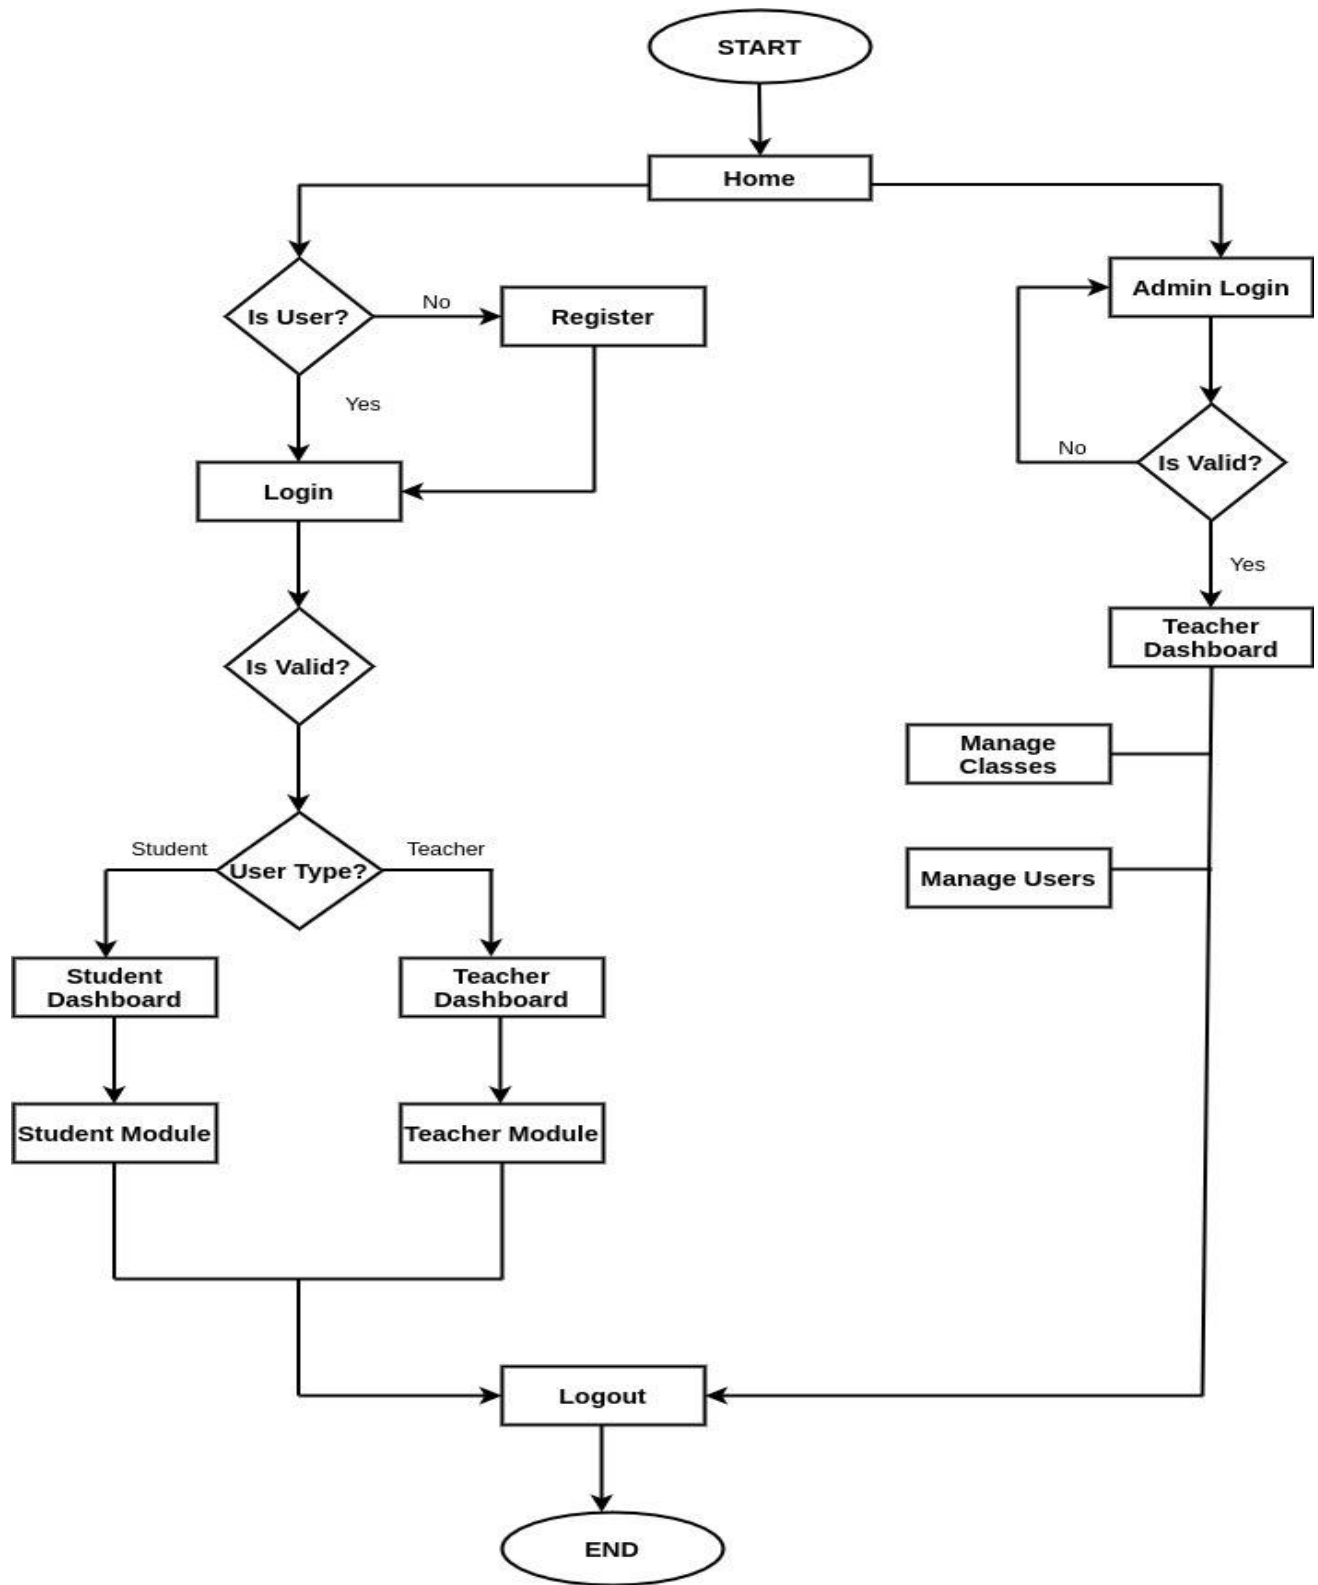 START
Home
Is User?
No
Register
Admin Login
Yes
No
Is Valid?
Login
Yes
Teacher
Dashboard
Is Valid?
Manage
Classes
Student
Teacher
User Type?
Manage Users
Student
Dashboard
Teacher
Dashboard
Student Module
Teacher Module
Logout
END